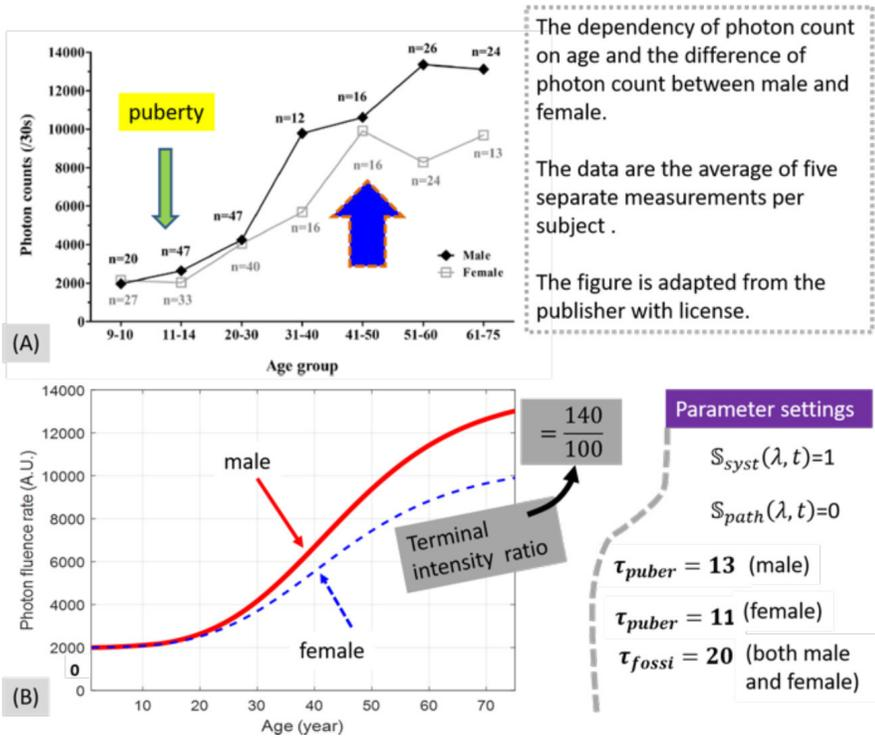 The dependency of photon count
on age and the difference of
photon count between male and
female.
The data are the average of five
separate measurements per
subject .
The figure is adapted from the
publisher with license.
Photon counts (/30s)
14000
12000
10000
8000
6000
4000
2000
0
puberty
n=20
n=47
n=47
n=12
n=16
n=26
n=24
n=27
n=33
n=40
n=16
n=16
n=24
n=13
Male
Female
9-10 11-14 20-30 31-40 41-50 51-60 61-75
Age group
(A)
Photon fluence rate (A.U.)
14000
12000
10000
8000
6000
4000
2000
0
0
male
female
Terminal
intensity ratio
= 140/100
10 20 30 40 50 60 70
Age (year)
(B)
Parameter settings
𝕊syst(λ, t)=1
𝕊path(λ, t)=0
τpuber = 13 (male)
τpuber = 11 (female)
τfossi = 20 (both male
and female)